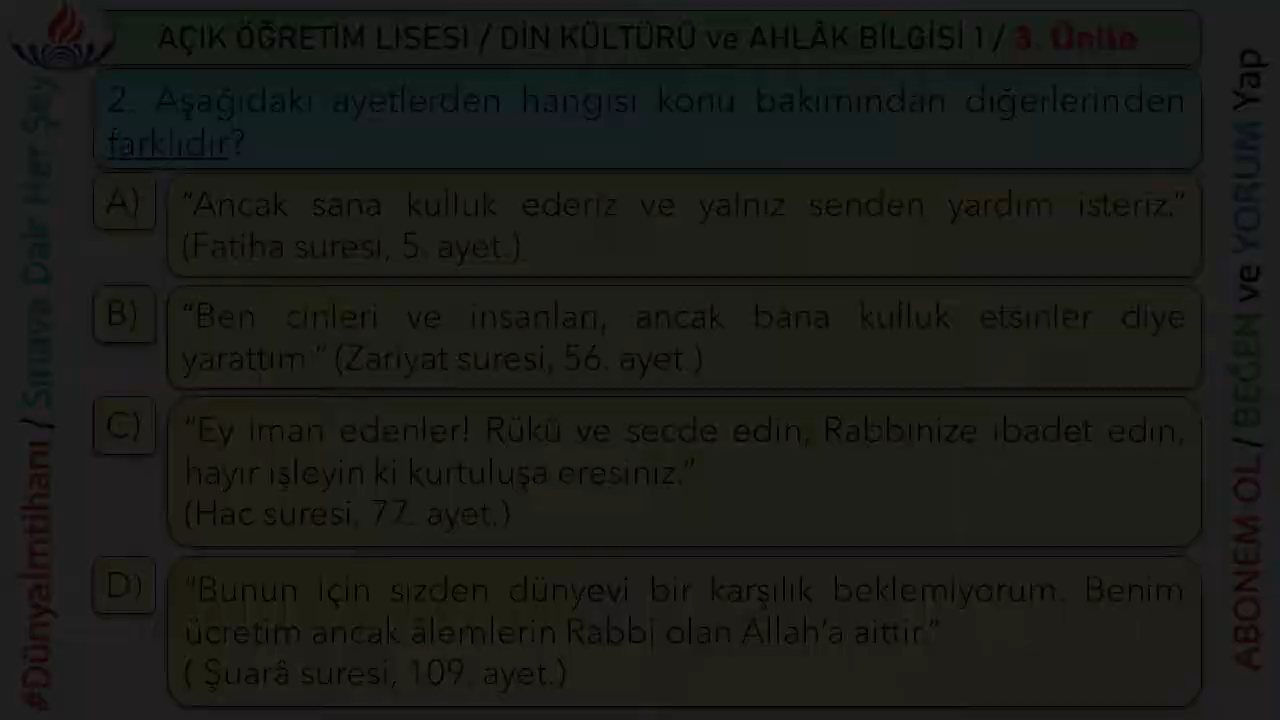 AÇIK ÖĞRETİM LİSESİ / DİN KÜLTÜRÜ ve AHLÂK BİLGİSİ 1 / 3. Ünite
2. Aşağıdaki ayetlerden hangisi konu bakımından diğerlerinden
farklıdır?
A) “Ancak sana kulluk ederiz ve yalnız senden yardım isteriz.”
(Fatiha suresi, 5. ayet.)
B) “Ben cinleri ve insanları, ancak bana kulluk etsinler diye
yarattım.” (Zariyat suresi, 56. ayet.)
C) “Ey iman edenler! Rükû ve secde edin, Rabbinize ibadet edin,
hayır işleyin ki kurtuluşa eresiniz.”
(Hac suresi, 77. ayet.)
D) “Bunun için sizden dünyevi bir karşılık beklemiyorum. Benim
ücretim ancak âlemlerin Rabbi olan Allah’a aittir.”
( Şuarâ suresi, 109. ayet.)
#Dünyalmtihanı / Sınava Dair Her Şey
ABONEM OL / BEĞEN ve YORUM Yap